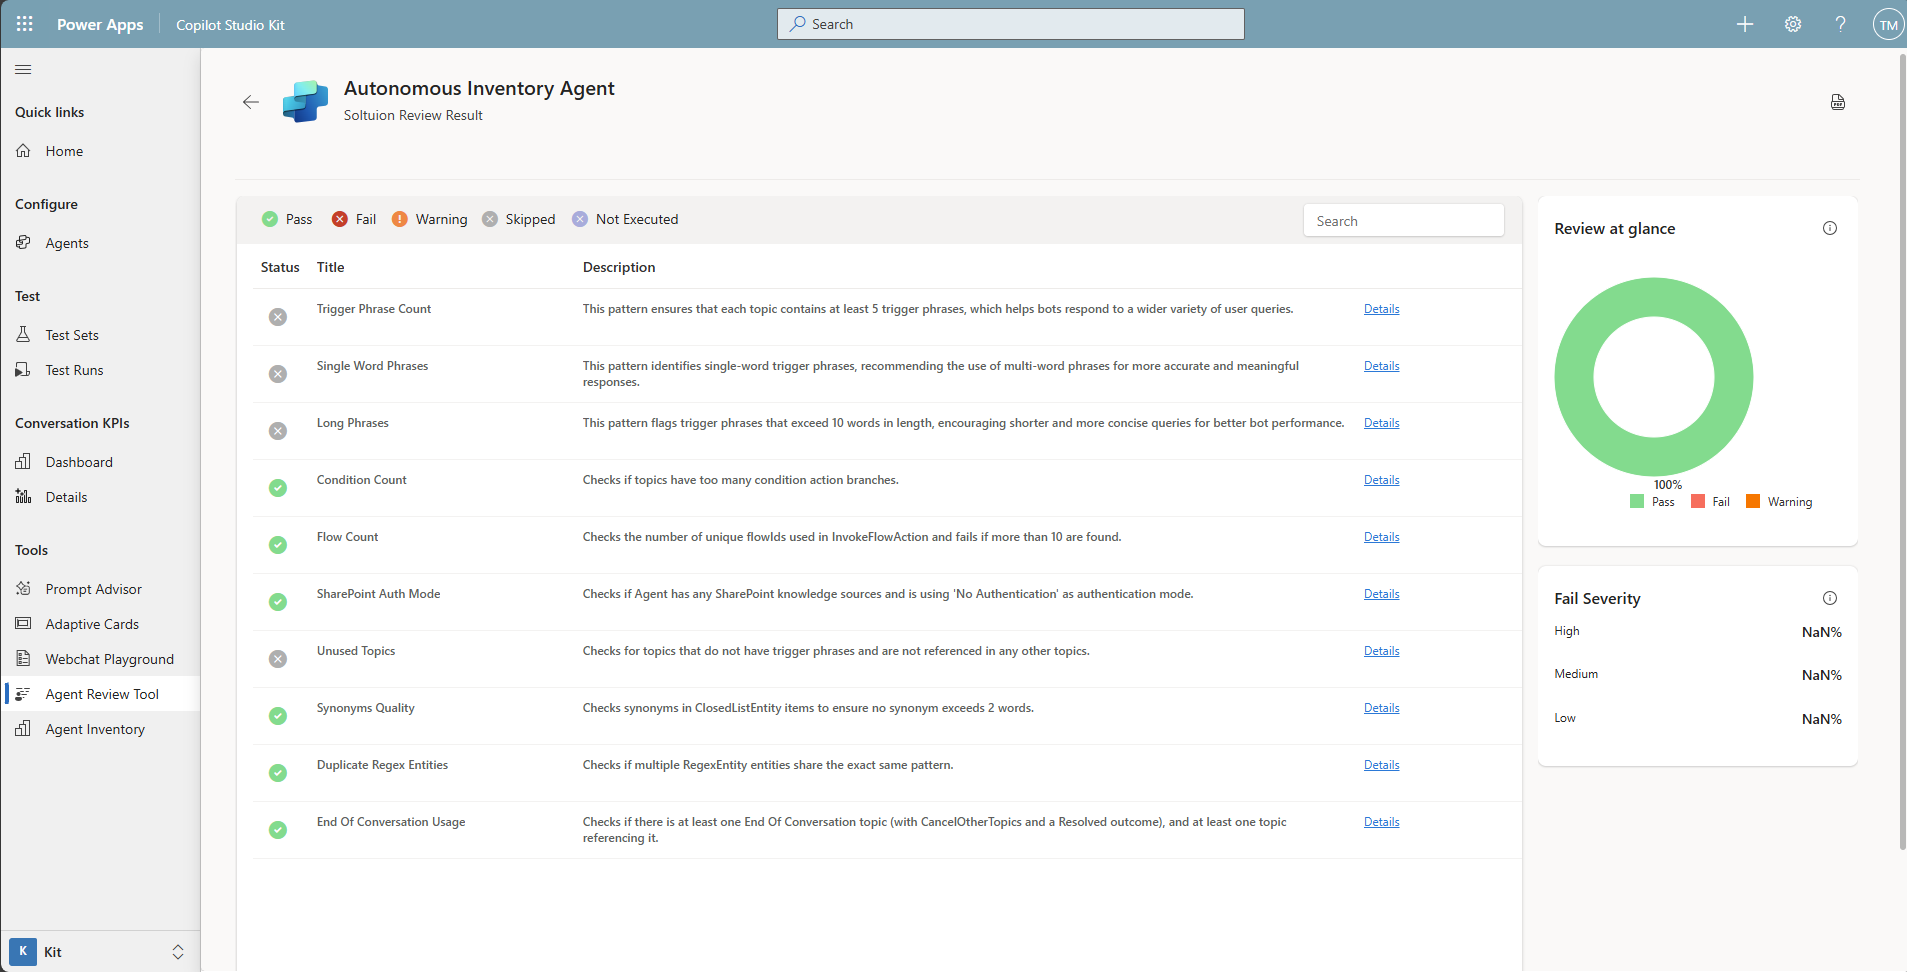 Power Apps
Copilot Studio Kit
Search
TM
Quick links
Home
Configure
Agents
Test
Test Sets
Test Runs
Conversation KPIs
Dashboard
Details
Tools
Prompt Advisor
Adaptive Cards
Webchat Playground
Agent Review Tool
Agent Inventory
K
Kit
Autonomous Inventory Agent
Soltuion Review Result
PDF
Pass
Fail
Warning
Skipped
Not Executed
Search
Status
Title
Description
Trigger Phrase Count
This pattern ensures that each topic contains at least 5 trigger phrases, which helps bots respond to a wider variety of user queries.
Details
Single Word Phrases
This pattern identifies single-word trigger phrases, recommending the use of multi-word phrases for more accurate and meaningful
responses.
Details
Long Phrases
This pattern flags trigger phrases that exceed 10 words in length, encouraging shorter and more concise queries for better bot performance.
Details
Condition Count
Checks if topics have too many condition action branches.
Details
Flow Count
Checks the number of unique flowIds used in InvokeFlowAction and fails if more than 10 are found.
Details
SharePoint Auth Mode
Checks if Agent has any SharePoint knowledge sources and is using 'No Authentication' as authentication mode.
Details
Unused Topics
Checks for topics that do not have trigger phrases and are not referenced in any other topics.
Details
Synonyms Quality
Checks synonyms in ClosedListEntity items to ensure no synonym exceeds 2 words.
Details
Duplicate Regex Entities
Checks if multiple RegexEntity entities share the exact same pattern.
Details
End Of Conversation Usage
Checks if there is at least one End Of Conversation topic (with CancelOtherTopics and a Resolved outcome), and at least one topic
referencing it.
Details
Review at glance
100%
Pass
Fail
Warning
Fail Severity
High
NaN%
Medium
NaN%
Low
NaN%